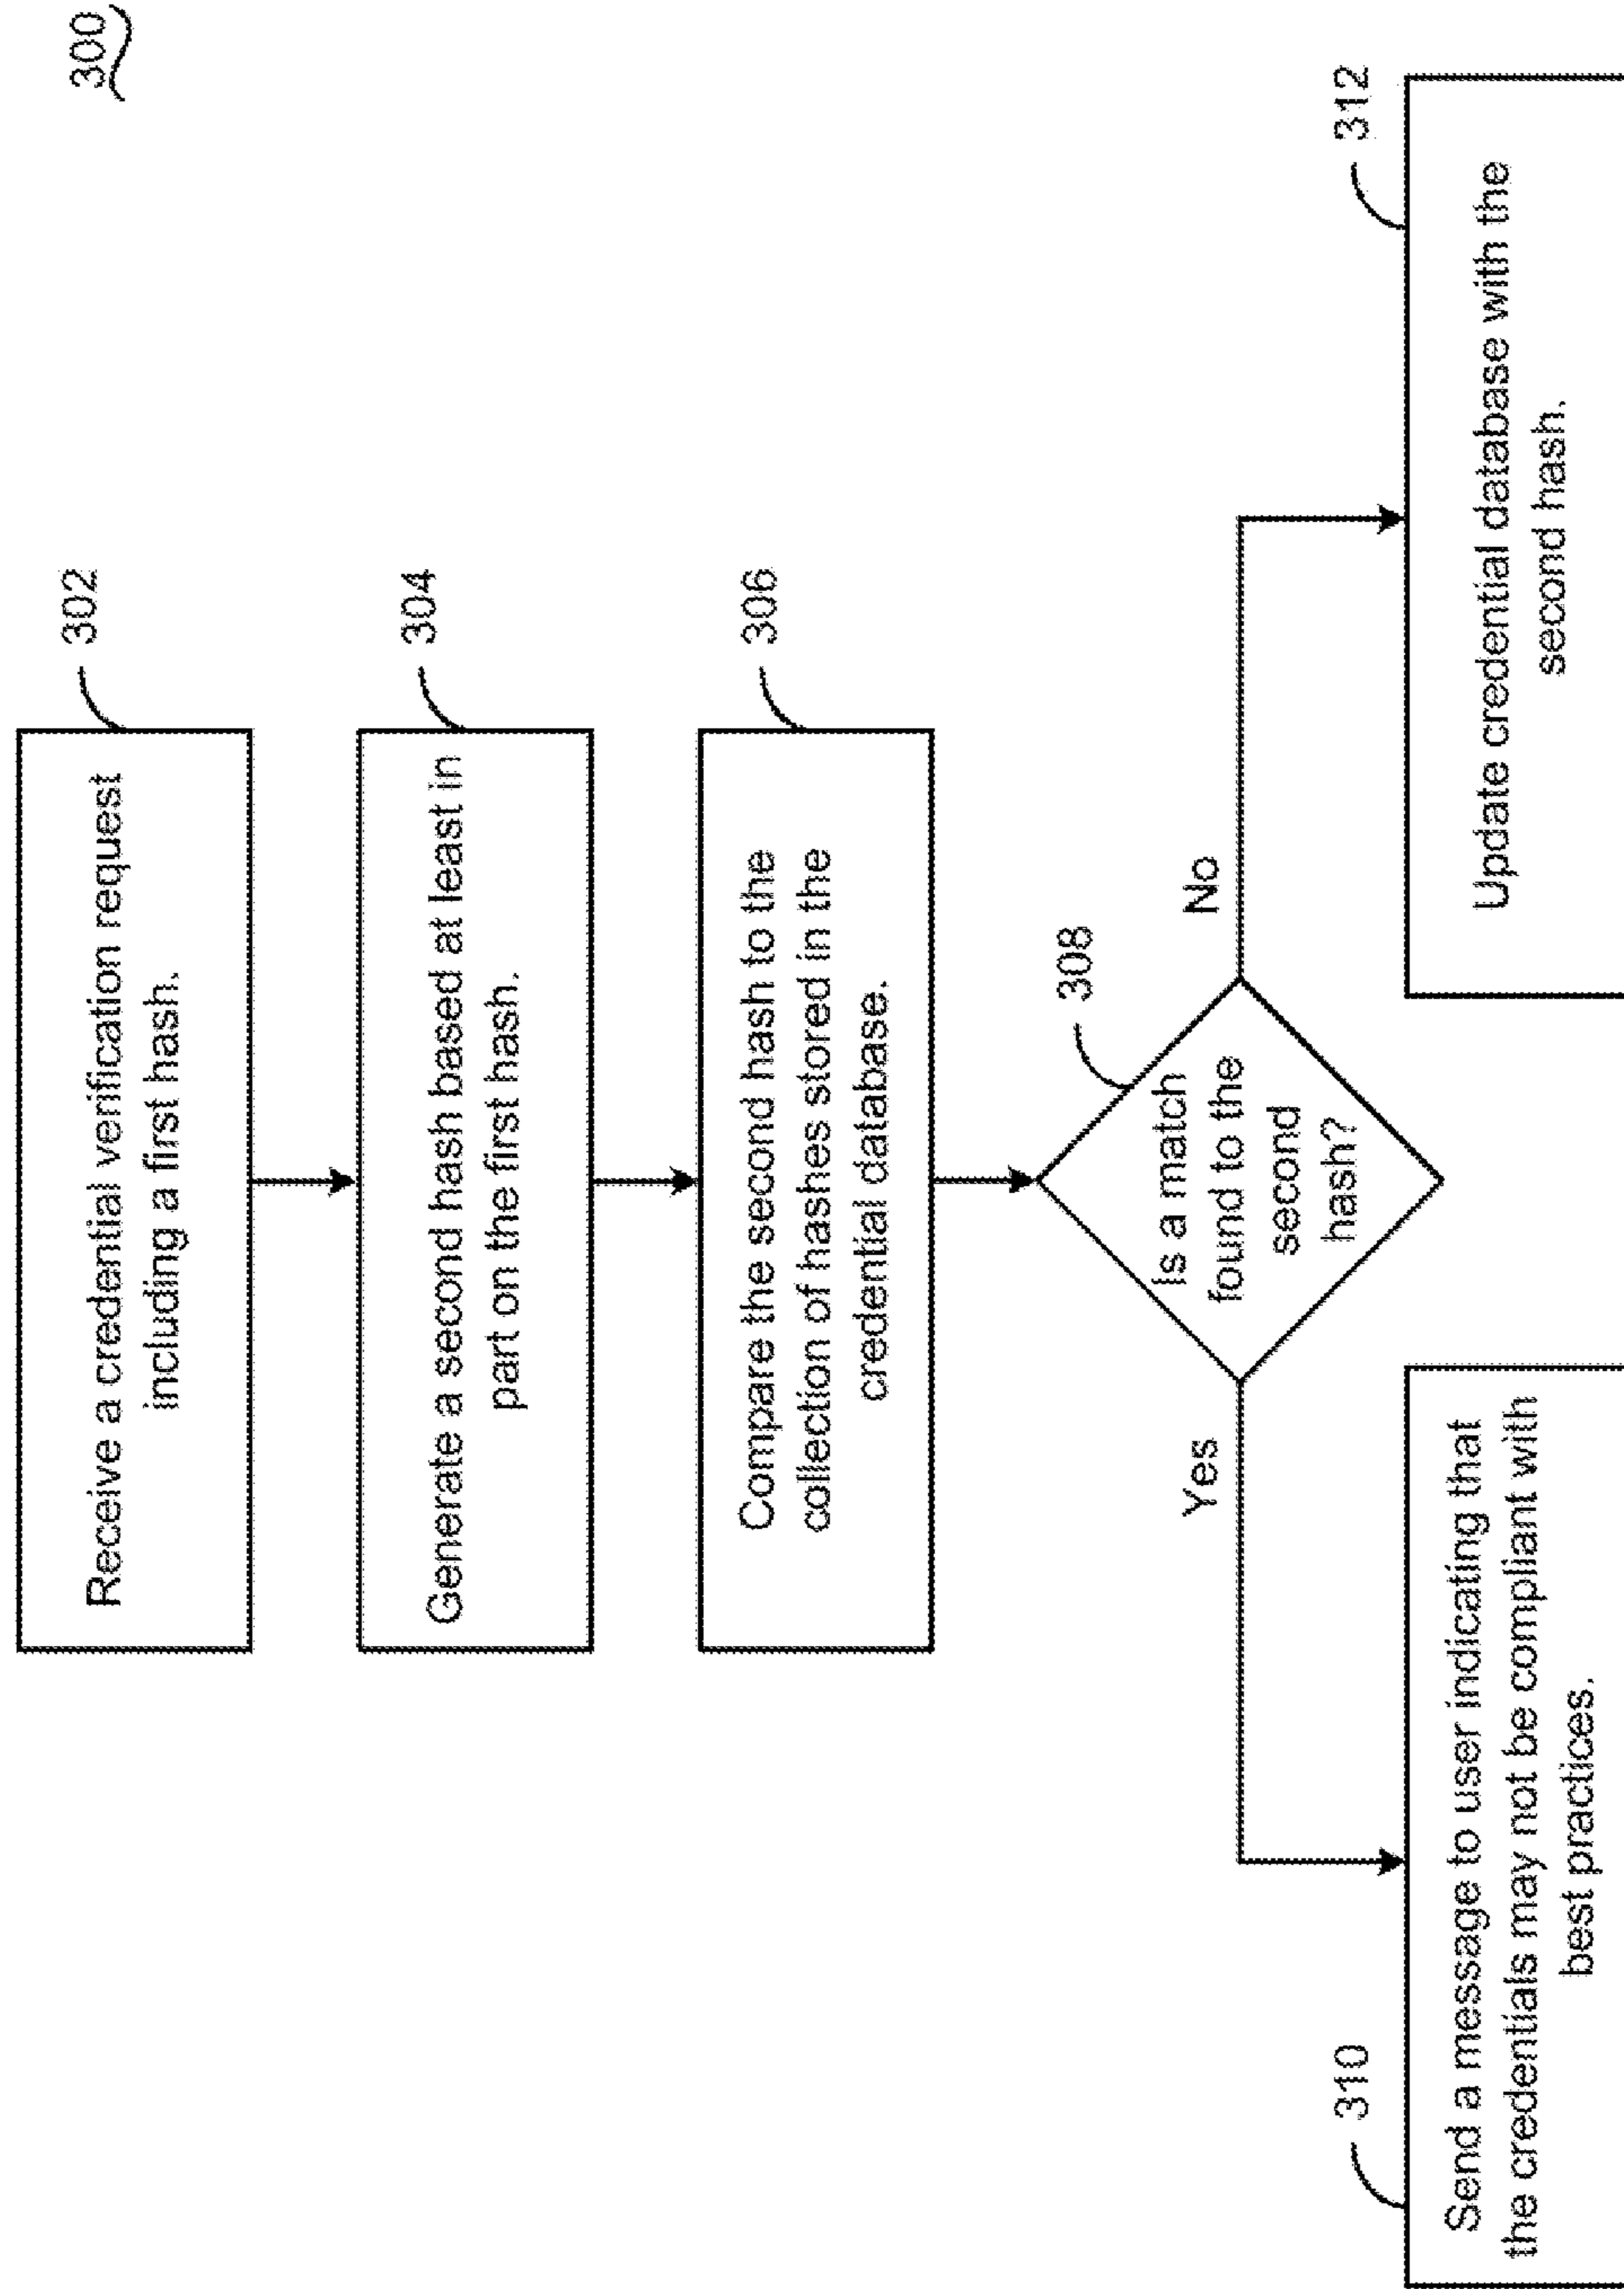 300
302
Receive a credential verification request
including a first hash.
304
Generate a second hash based at least in
part on the first hash.
306
Compare the second hash to the
collection of hashes stored in the
credential database.
308
Is a match
found to the
second
hash?
Yes
No
310
Send a message to user indicating that
the credentials may not be compliant with
best practices.
312
Update credential database with the
second hash.